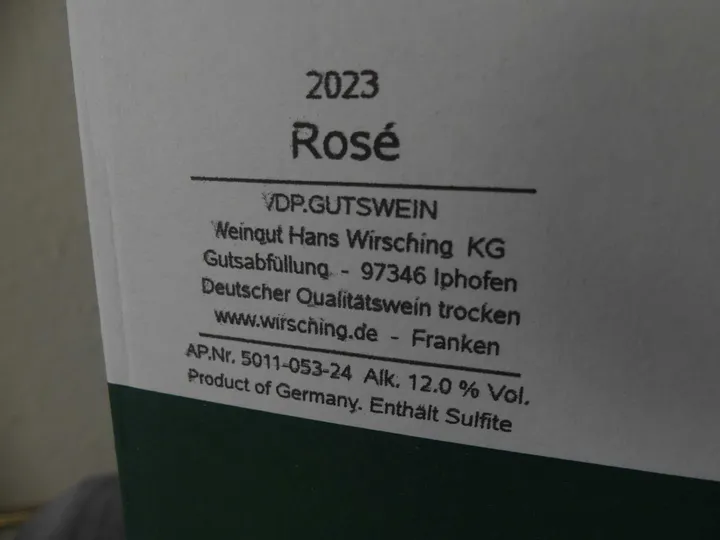 2023
Rosé
VDP.GUTSWEIN
Weingut Hans Wirsching KG
Gutsabfüllung - 97346 Iphofen
Deutscher Qualitätswein trocken
www.wirsching.de - Franken
AP.Nr. 5011-053-24 Alk. 12.0 % Vol.
Product of Germany. Enthält Sulfite